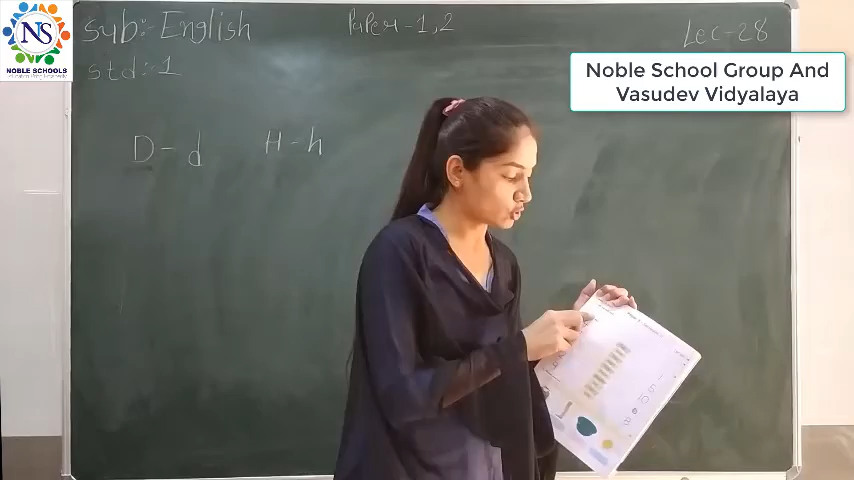 NS
NOBLE SCHOOLS
Sub:- English
Paper - 1,2
Lec-28
std:-1
Noble School Group And
Vasudev Vidyalaya
D - d
H - h